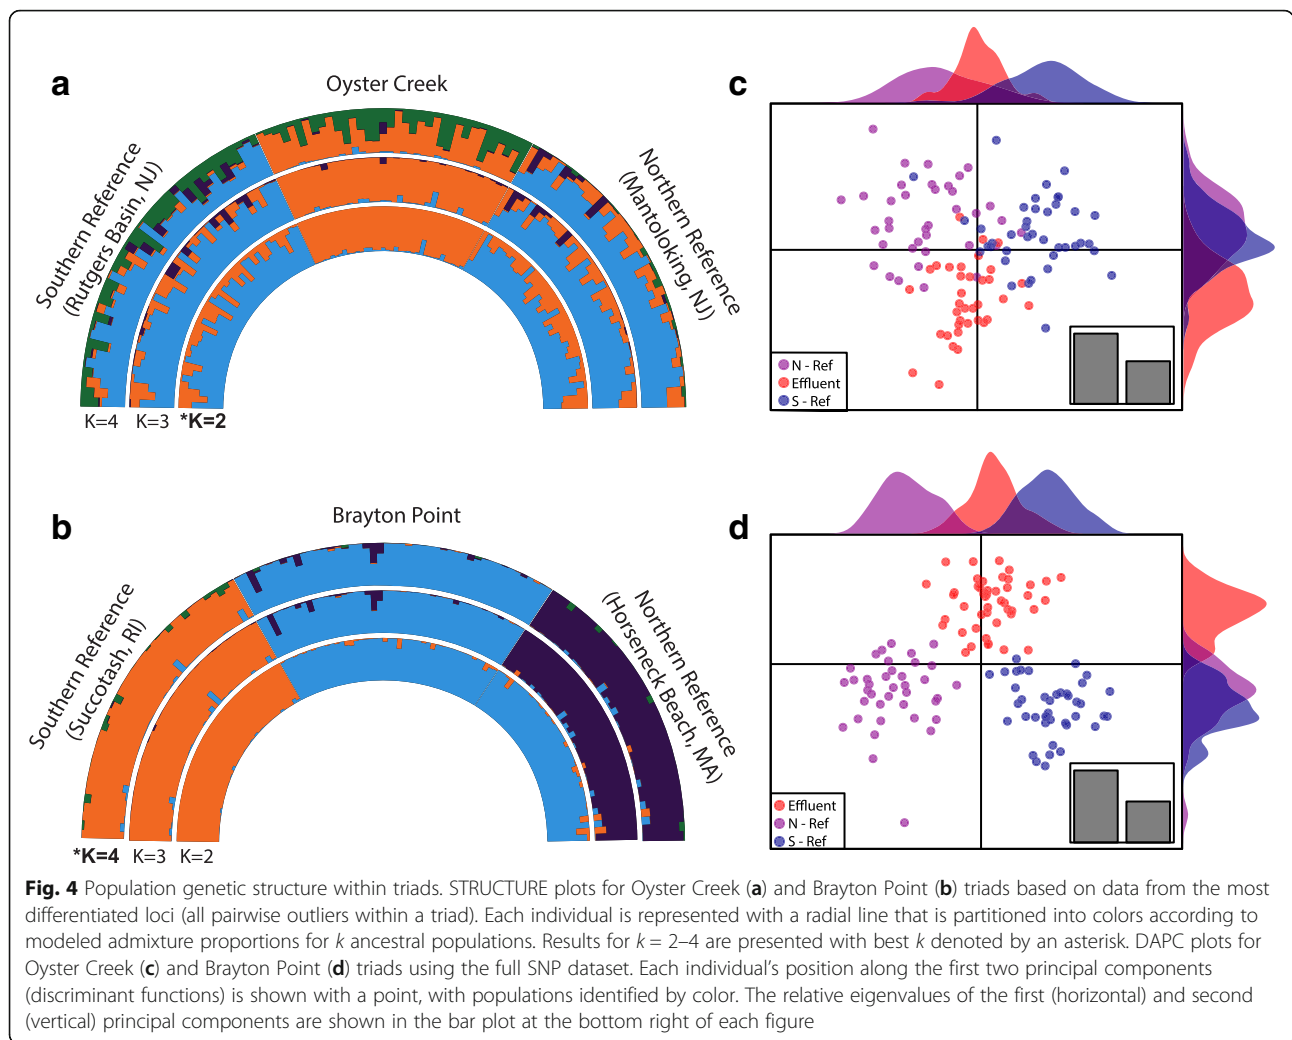 a
Oyster Creek
Southern Reference
(Rutgers Basin, NJ)
Northern Reference
(Mantoloking, NJ)
K=4
K=3
*K=2
c
N - Ref
Effluent
S - Ref
b
Brayton Point
Southern Reference
(Succotash, RI)
Northern Reference
(Horseneck Beach, MA)
*K=4
K=3
K=2
d
Effluent
N - Ref
S - Ref
Fig. 4 Population genetic structure within triads. STRUCTURE plots for Oyster Creek (a) and Brayton Point (b) triads based on data from the most
differentiated loci (all pairwise outliers within a triad). Each individual is represented with a radial line that is partitioned into colors according to
modeled admixture proportions for k ancestral populations. Results for k = 2–4 are presented with best k denoted by an asterisk. DAPC plots for
Oyster Creek (c) and Brayton Point (d) triads using the full SNP dataset. Each individual's position along the first two principal components
(discriminant functions) is shown with a point, with populations identified by color. The relative eigenvalues of the first (horizontal) and second
(vertical) principal components are shown in the bar plot at the bottom right of each figure